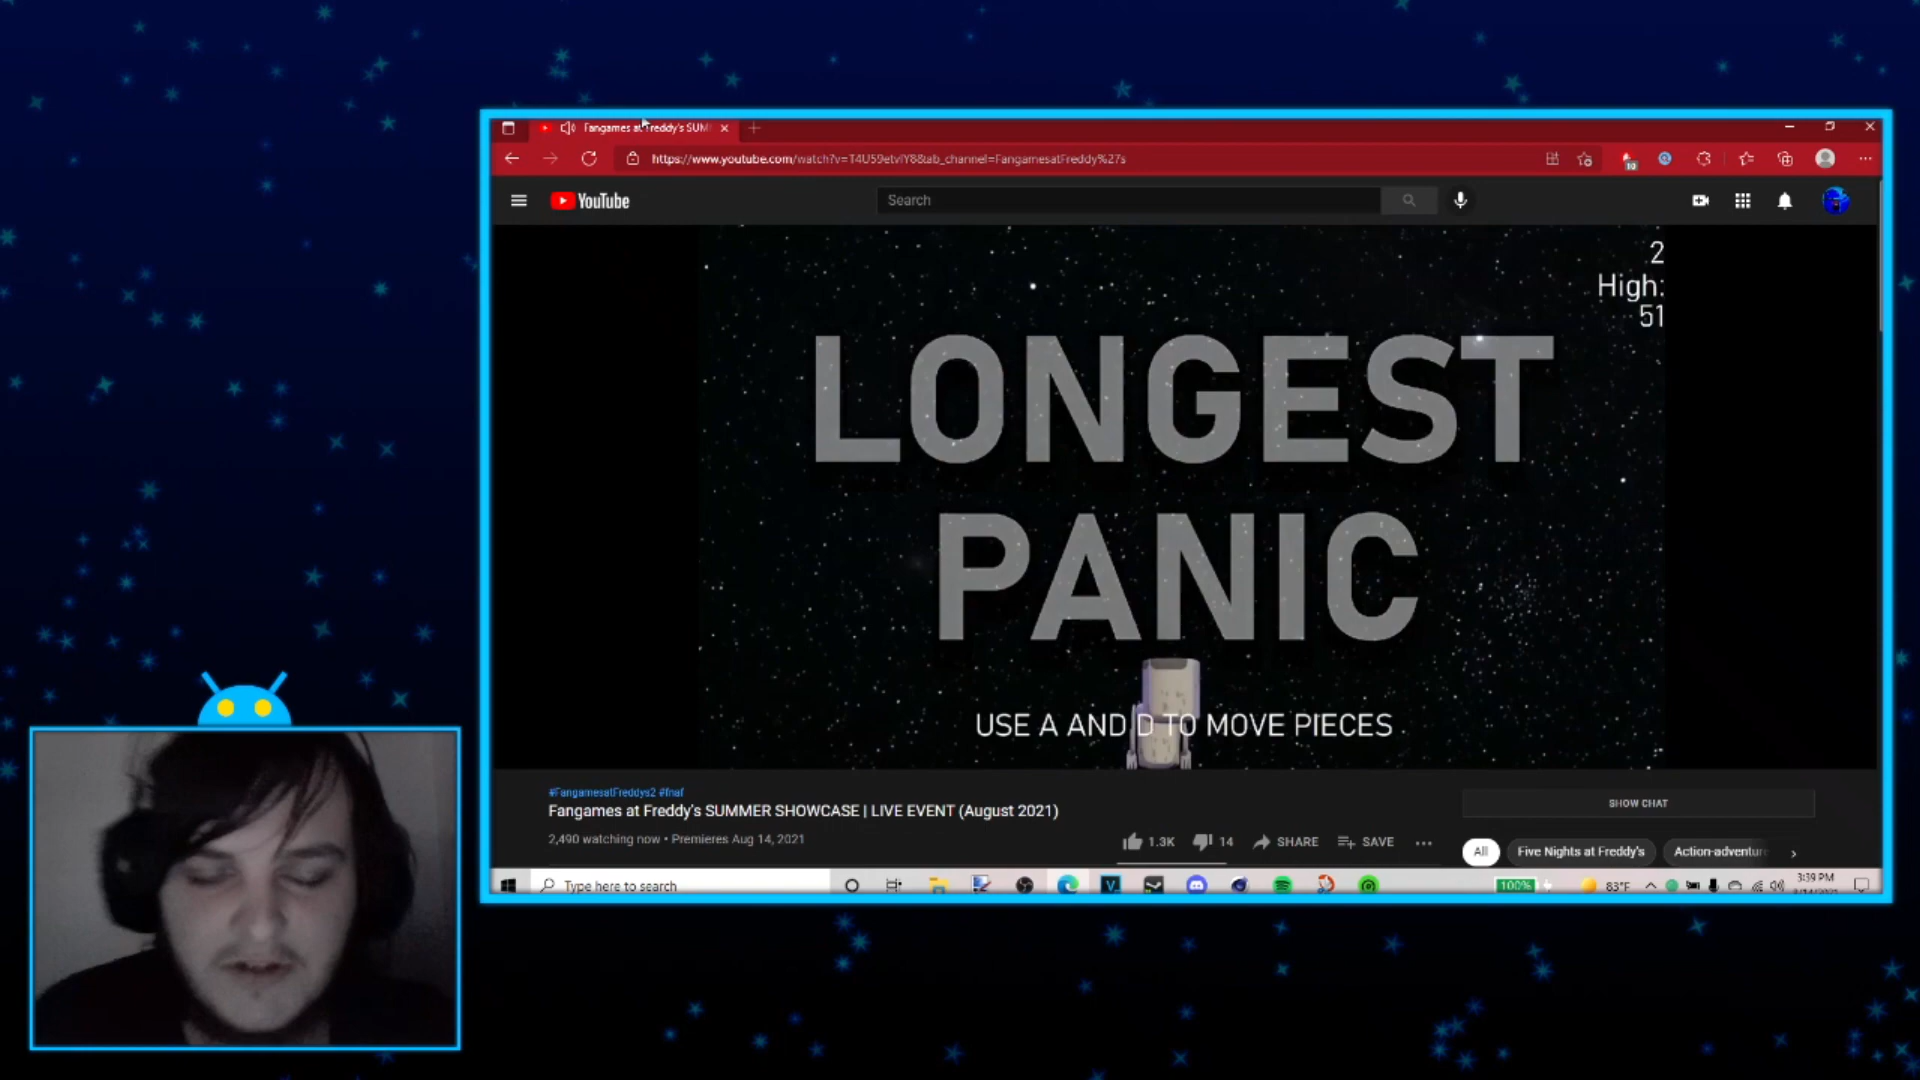 Fangames at Freddy's SUM
https://www.youtube.com/watch?v=T4U59etvlY8&ab_channel=FangamesatFreddy%27s
10
YouTube
Search
2
High:
51
LONGEST
PANIC
USE A AND D TO MOVE PIECES
#FangamesatFreddys2 #fnaf
Fangames at Freddy's SUMMER SHOWCASE | LIVE EVENT (August 2021)
2,490 watching now • Premieres Aug 14, 2021
1.3K
14
SHARE
SAVE
SHOW CHAT
All
Five Nights at Freddy's
Action-adventure
Type here to search
100%
83°F
3:39 PM